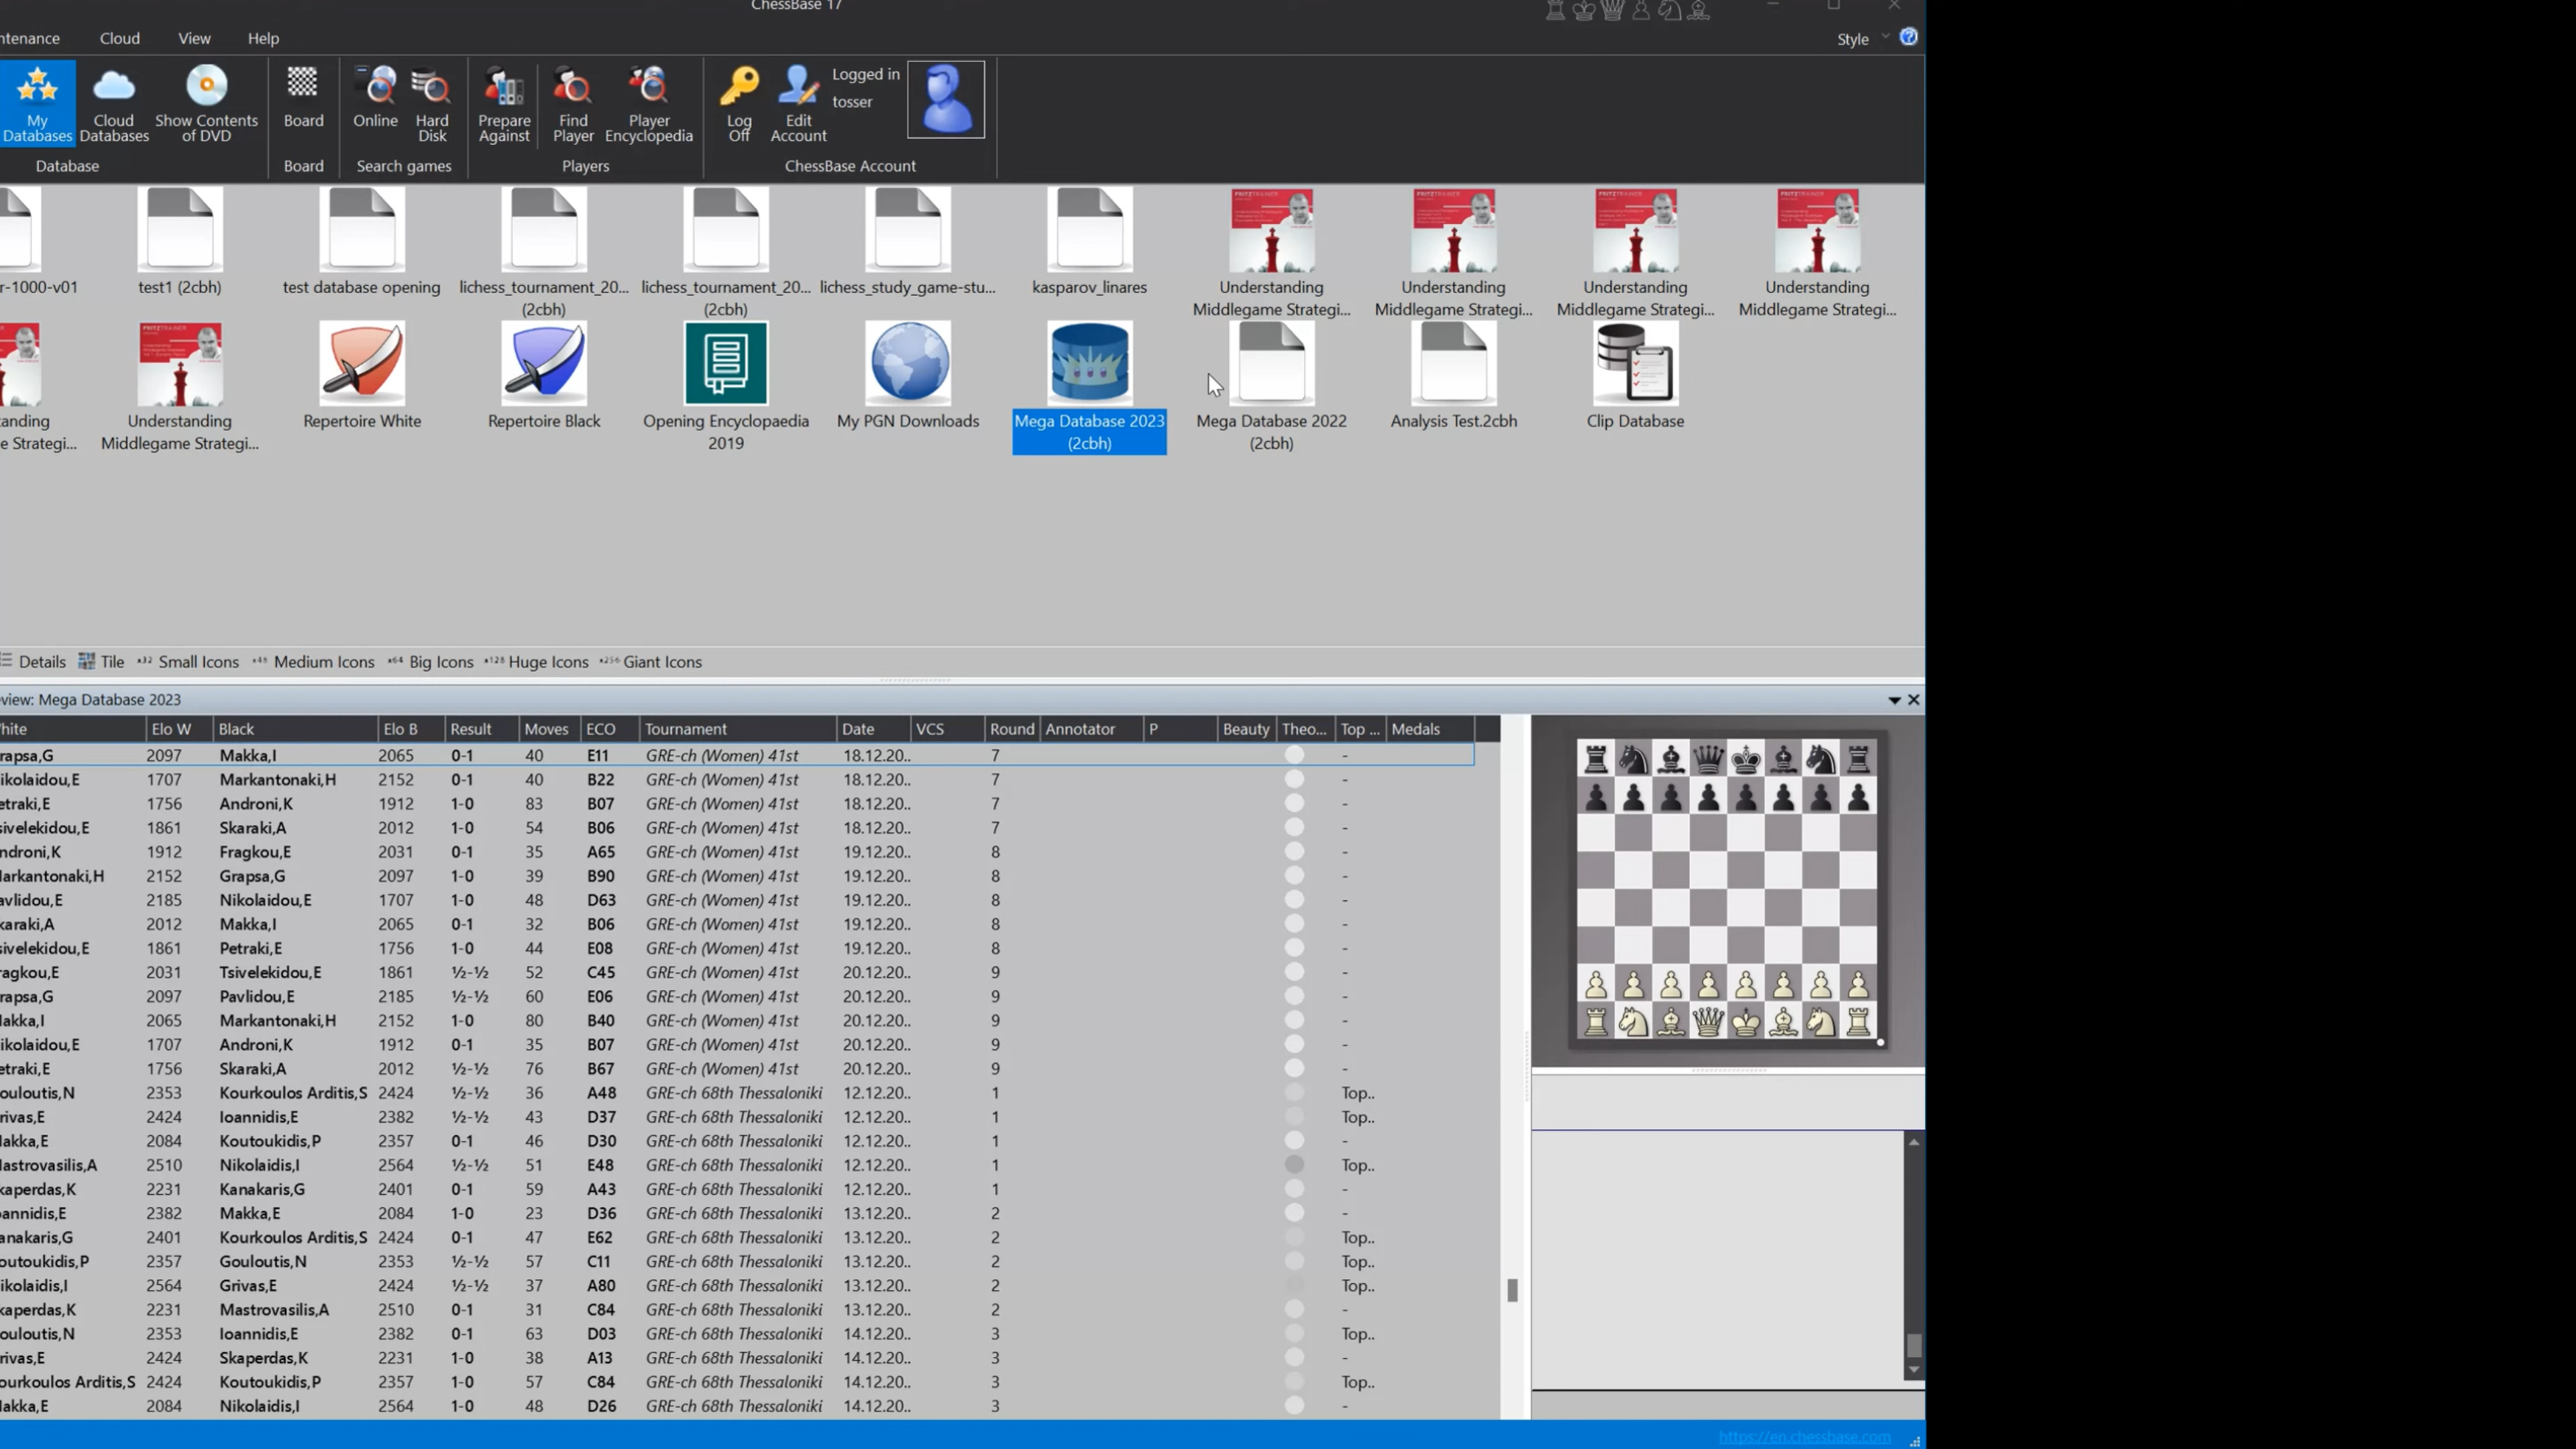 ChessBase 17
ntenance Cloud View Help Style
My Databases
Cloud Databases
Show Contents of DVD
Board
Online
Hard Disk
Prepare Against
Find Player
Player Encyclopedia
Log Off
Edit Account
Logged in
tosser
Database Board Search games Players ChessBase Account
r-1000-v01
test1 (2cbh)
test database opening
lichess_tournament_20... (2cbh)
lichess_tournament_20... (2cbh)
lichess_study_game-stu...
kasparov_linares
Understanding Middlegame Strategi...
Understanding Middlegame Strategi...
Understanding Middlegame Strategi...
Understanding Middlegame Strategi...
anding e Strategi...
Understanding Middlegame Strategi...
Repertoire White
Repertoire Black
Opening Encyclopaedia 2019
My PGN Downloads
Mega Database 2023 (2cbh)
Mega Database 2022 (2cbh)
Analysis Test.2cbh
Clip Database
Details Tile x32 Small Icons x48 Medium Icons x64 Big Icons x128 Huge Icons x256 Giant Icons
eview: Mega Database 2023
hite Elo W Black Elo B Result Moves ECO Tournament Date VCS Round Annotator P Beauty Theo... Top ... Medals
rapsa,G 2097 Makka,I 2065 0-1 40 E11 GRE-ch (Women) 41st 18.12.20.. 7 -
ikolaidou,E 1707 Markantonaki,H 2152 0-1 40 B22 GRE-ch (Women) 41st 18.12.20.. 7 -
etraki,E 1756 Androni,K 1912 1-0 83 B07 GRE-ch (Women) 41st 18.12.20.. 7 -
sivelekidou,E 1861 Skaraki,A 2012 1-0 54 B06 GRE-ch (Women) 41st 18.12.20.. 7 -
ndroni,K 1912 Fragkou,E 2031 0-1 35 A65 GRE-ch (Women) 41st 19.12.20.. 8 -
arkantonaki,H 2152 Grapsa,G 2097 1-0 39 B90 GRE-ch (Women) 41st 19.12.20.. 8 -
avlidou,E 2185 Nikolaidou,E 1707 1-0 48 D63 GRE-ch (Women) 41st 19.12.20.. 8 -
karaki,A 2012 Makka,I 2065 0-1 32 B06 GRE-ch (Women) 41st 19.12.20.. 8 -
sivelekidou,E 1861 Petraki,E 1756 1-0 44 E08 GRE-ch (Women) 41st 19.12.20.. 8 -
ragkou,E 2031 Tsivelekidou,E 1861 ½-½ 52 C45 GRE-ch (Women) 41st 20.12.20.. 9 -
rapsa,G 2097 Pavlidou,E 2185 ½-½ 60 E06 GRE-ch (Women) 41st 20.12.20.. 9 -
akka,I 2065 Markantonaki,H 2152 1-0 80 B40 GRE-ch (Women) 41st 20.12.20.. 9 -
ikolaidou,E 1707 Androni,K 1912 0-1 35 B07 GRE-ch (Women) 41st 20.12.20.. 9 -
etraki,E 1756 Skaraki,A 2012 ½-½ 76 B67 GRE-ch (Women) 41st 20.12.20.. 9 -
ouloutis,N 2353 Kourkoulos Arditis,S 2424 ½-½ 36 A48 GRE-ch 68th Thessaloniki 12.12.20.. 1 Top..
rivas,E 2424 Ioannidis,E 2382 ½-½ 43 D37 GRE-ch 68th Thessaloniki 12.12.20.. 1 Top..
akka,E 2084 Koutoukidis,P 2357 0-1 46 D30 GRE-ch 68th Thessaloniki 12.12.20.. 1 -
astrovasilis,A 2510 Nikolaidis,I 2564 ½-½ 51 E48 GRE-ch 68th Thessaloniki 12.12.20.. 1 Top..
kaperdas,K 2231 Kanakaris,G 2401 0-1 59 A43 GRE-ch 68th Thessaloniki 12.12.20.. 1 -
oannidis,E 2382 Makka,E 2084 1-0 23 D36 GRE-ch 68th Thessaloniki 13.12.20.. 2 -
anakaris,G 2401 Kourkoulos Arditis,S 2424 0-1 47 E62 GRE-ch 68th Thessaloniki 13.12.20.. 2 Top..
outoukidis,P 2357 Gouloutis,N 2353 ½-½ 57 C11 GRE-ch 68th Thessaloniki 13.12.20.. 2 Top..
ikolaidis,I 2564 Grivas,E 2424 ½-½ 37 A80 GRE-ch 68th Thessaloniki 13.12.20.. 2 Top..
kaperdas,K 2231 Mastrovasilis,A 2510 0-1 31 C84 GRE-ch 68th Thessaloniki 13.12.20.. 2 -
ouloutis,N 2353 Ioannidis,E 2382 0-1 63 D03 GRE-ch 68th Thessaloniki 14.12.20.. 3 Top..
rivas,E 2424 Skaperdas,K 2231 1-0 38 A13 GRE-ch 68th Thessaloniki 14.12.20.. 3 -
ourkoulos Arditis,S 2424 Koutoukidis,P 2357 1-0 57 C84 GRE-ch 68th Thessaloniki 14.12.20.. 3 Top..
akka,E 2084 Nikolaidis,I 2564 1-0 48 D26 GRE-ch 68th Thessaloniki 14.12.20.. 3 -
https://en.chessbase.com